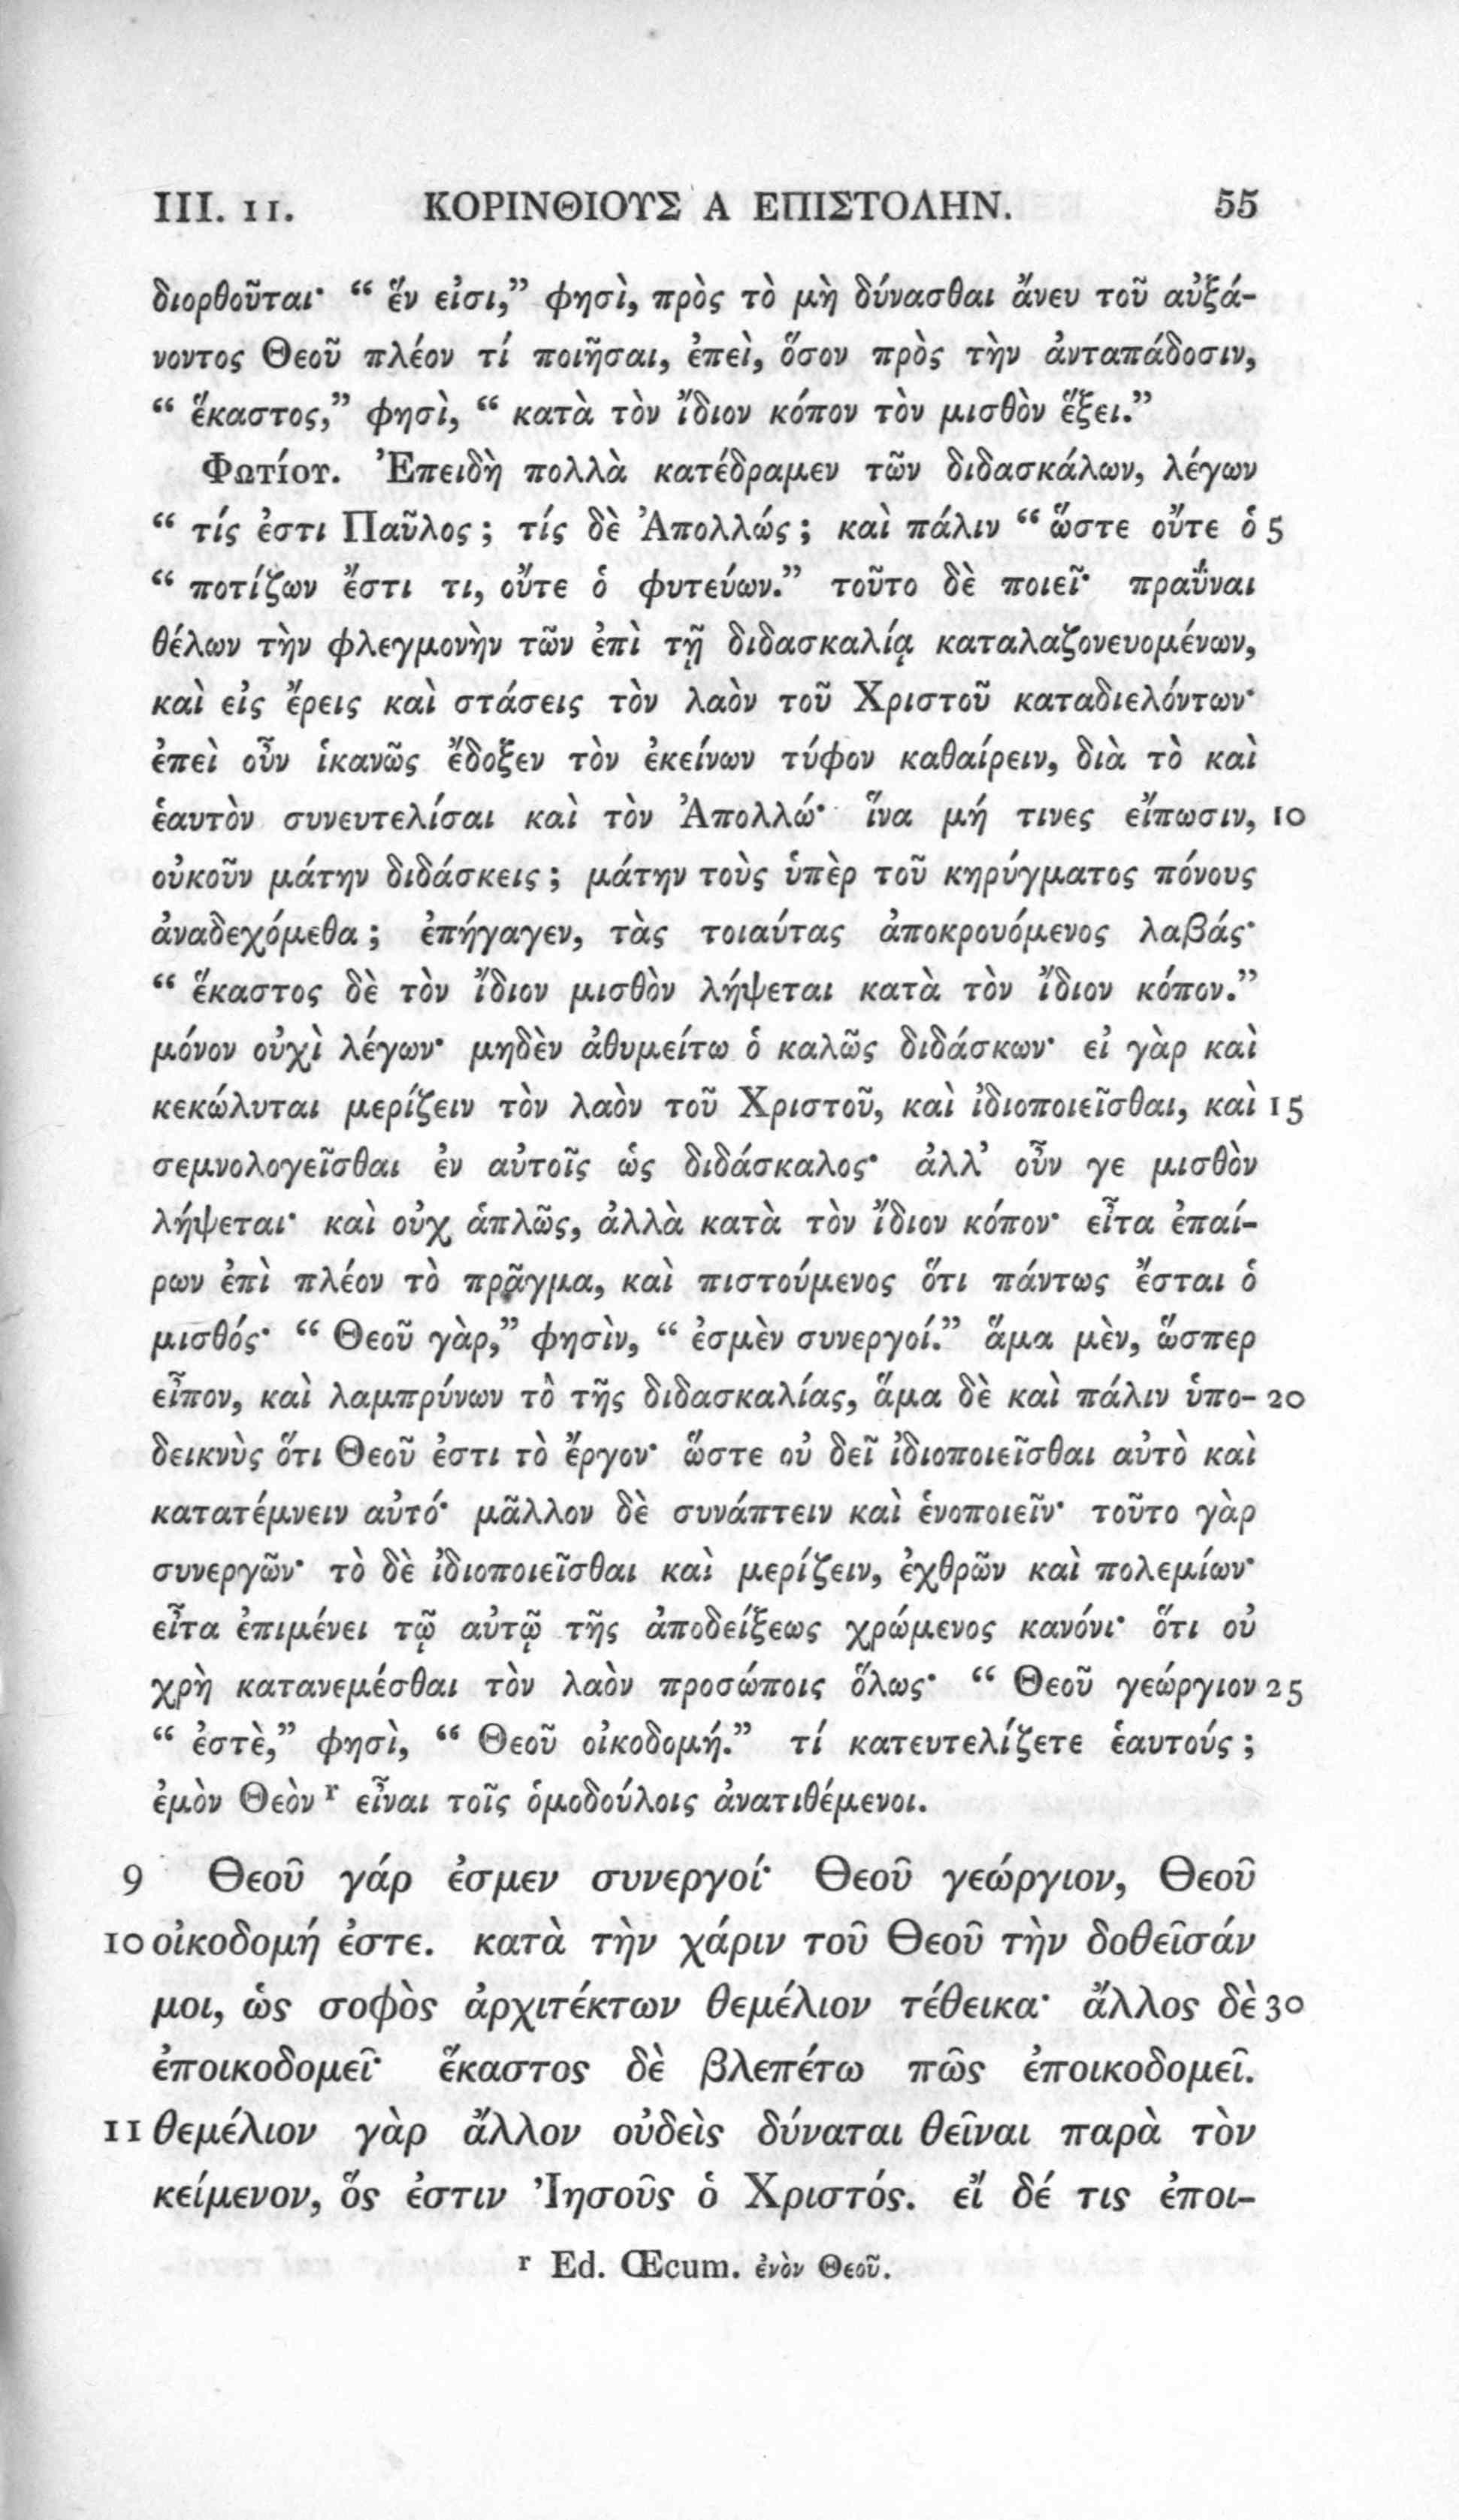 III. 11. ΚΟΡΙΝΘΙΟΥΣ Α ΕΠΙΣΤΟΛΗΝ. 55
διορθοῦται· “ ἕν εἰσι,” φησὶ, πρὸς τὸ μὴ δύνασθαι ἄνευ τοῦ αὐξά-
νοντος Θεοῦ πλέον τί ποιῆσαι, ἐπεὶ, ὅσον πρὸς τὴν ἀνταπάδοσιν,
“ ἕκαστος,” φησὶ, “ κατὰ τὸν ἴδιον κόπον τὸν μισθὸν ἕξει.”
Φωτίου. Ἐπειδὴ πολλὰ κατέδραμεν τῶν διδασκάλων, λέγων
“ τίς ἐστι Παῦλος ; τίς δὲ Ἀπολλώς ; καὶ πάλιν “ ὥστε οὔτε ὁ 5
“ ποτίζων ἔστι τι, οὔτε ὁ φυτεύων.” τοῦτο δὲ ποιεῖ· πραΰναι
θέλων τὴν φλεγμονὴν τῶν ἐπὶ τῇ διδασκαλίᾳ καταλαζονευομένων,
καὶ εἰς ἔρεις καὶ στάσεις τὸν λαὸν τοῦ Χριστοῦ καταδιελόντων·
ἐπεὶ οὖν ἱκανῶς ἔδοξεν τὸν ἐκείνων τύφον καθαίρειν, διὰ τὸ καὶ
ἑαυτὸν συνευτελίσαι καὶ τὸν Ἀπολλώ· ἵνα μή τινες εἴπωσιν, 10
οὐκοῦν μάτην διδάσκεις ; μάτην τοὺς ὑπὲρ τοῦ κηρύγματος πόνους
ἀναδεχόμεθα ; ἐπήγαγεν, τὰς τοιαύτας ἀποκρουόμενος λαβάς·
“ ἕκαστος δὲ τὸν ἴδιον μισθὸν λήψεται κατὰ τὸν ἴδιον κόπον.”
μόνον οὐχὶ λέγων· μηδὲν ἀθυμείτω ὁ καλῶς διδάσκων· εἰ γὰρ καὶ
κεκώλυται μερίζειν τὸν λαὸν τοῦ Χριστοῦ, καὶ ἰδιοποιεῖσθαι, καὶ 15
σεμνολογεῖσθαι ἐν αὐτοῖς ὡς διδάσκαλος· ἀλλ’ οὖν γε μισθὸν
λήψεται· καὶ οὐχ ἁπλῶς, ἀλλὰ κατὰ τὸν ἴδιον κόπον· εἶτα ἐπαί-
ρων ἐπὶ πλέον τὸ πρᾶγμα, καὶ πιστούμενος ὅτι πάντως ἔσται ὁ
μισθός· “ Θεοῦ γὰρ,” φησὶν, “ ἐσμὲν συνεργοί.” ἅμα μὲν, ὥσπερ
εἶπον, καὶ λαμπρύνων τὸ τῆς διδασκαλίας, ἅμα δὲ καὶ πάλιν ὑπο- 20
δεικνὺς ὅτι Θεοῦ ἐστι τὸ ἔργον· ὥστε οὐ δεῖ ἰδιοποιεῖσθαι αὐτὸ καὶ
κατατέμνειν αὐτό· μᾶλλον δὲ συνάπτειν καὶ ἑνοποιεῖν· τοῦτο γὰρ
συνεργῶν· τὸ δὲ ἰδιοποιεῖσθαι καὶ μερίζειν, ἐχθρῶν καὶ πολεμίων·
εἶτα ἐπιμένει τῷ αὐτῷ τῆς ἀποδείξεως χρώμενος κανόνι· ὅτι οὐ
χρὴ κατανεμέσθαι τὸν λαὸν προσώποις ὅλως· “ Θεοῦ γεώργιον 25
“ ἐστὲ,” φησὶ, “ Θεοῦ οἰκοδομή.” τί κατευτελίζετε ἑαυτούς ;
ἐμὸν Θεὸν r εἶναι τοῖς ὁμοδούλοις ἀνατιθέμενοι.
9 Θεοῦ γάρ ἐσμεν συνεργοί· Θεοῦ γεώργιον, Θεοῦ
10 οἰκοδομή ἐστε. κατὰ τὴν χάριν τοῦ Θεοῦ τὴν δοθεῖσάν
μοι, ὡς σοφὸς ἀρχιτέκτων θεμέλιον τέθεικα· ἄλλος δὲ 30
ἐποικοδομεῖ· ἕκαστος δὲ βλεπέτω πῶς ἐποικοδομεῖ.
11 θεμέλιον γὰρ ἄλλον οὐδεὶς δύναται θεῖναι παρὰ τὸν
κείμενον, ὅς ἐστιν Ἰησοῦς ὁ Χριστός. εἰ δέ τις ἐποι-
r Ed. Œcum. ἑνὸν Θεοῦ.